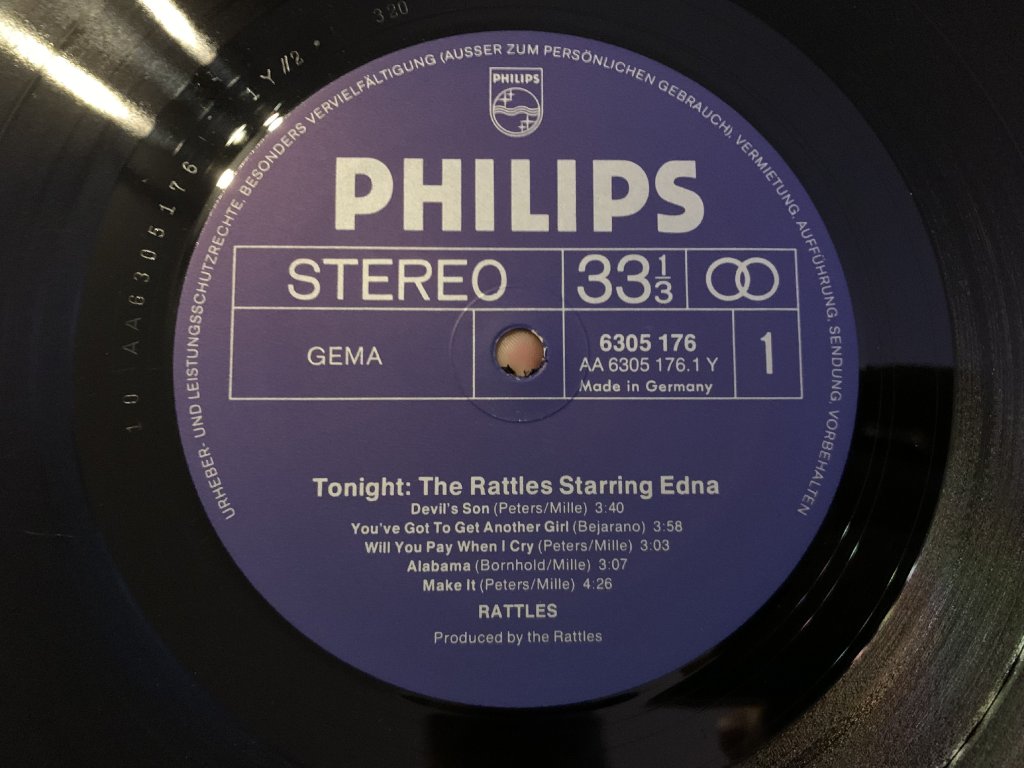 320
10 AA6305176 1Y //2 •
URHEBER- UND LEISTUNGSSCHUTZRECHTE, BESONDERS VERVIELFÄLTIGUNG (AUSSER ZUM PERSÖNLICHEN GEBRAUCH), VERMIETUNG, AUFFÜHRUNG, SENDUNG, VORBEHALTEN
PHILIPS
PHILIPS
STEREO 33 1/3
GEMA
6305 176
AA 6305 176.1 Y
Made in Germany
1
Tonight: The Rattles Starring Edna
Devil's Son (Peters/Mille) 3:40
You've Got To Get Another Girl (Bejarano) 3:58
Will You Pay When I Cry (Peters/Mille) 3:03
Alabama (Bornhold/Mille) 3:07
Make It (Peters/Mille) 4:26
RATTLES
Produced by the Rattles